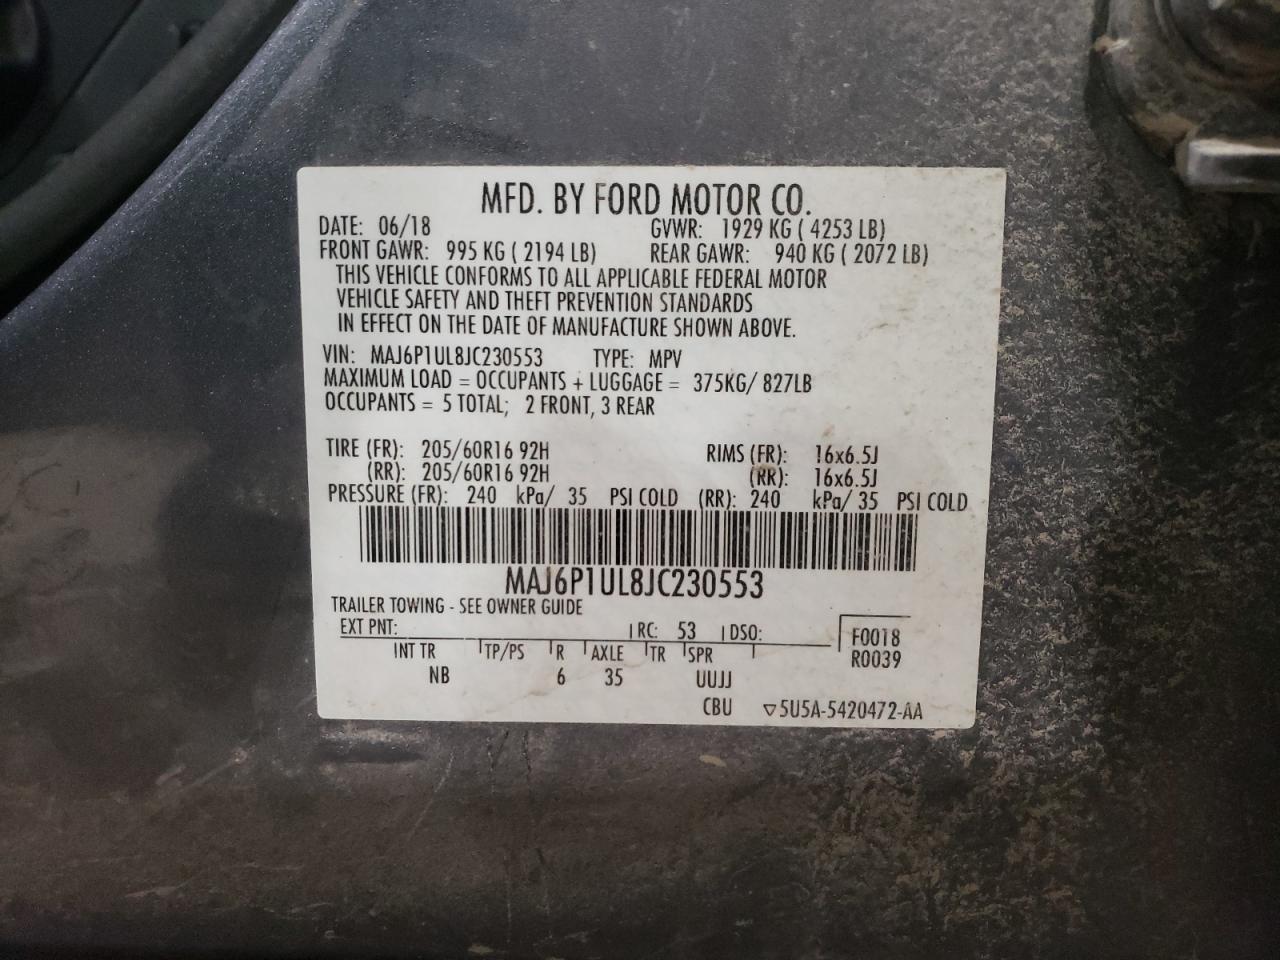 MFD. BY FORD MOTOR CO.
DATE: 06/18 GVWR: 1929 KG ( 4253 LB)
FRONT GAWR: 995 KG ( 2194 LB) REAR GAWR: 940 KG ( 2072 LB)
THIS VEHICLE CONFORMS TO ALL APPLICABLE FEDERAL MOTOR
VEHICLE SAFETY AND THEFT PREVENTION STANDARDS
IN EFFECT ON THE DATE OF MANUFACTURE SHOWN ABOVE.
VIN: MAJ6P1UL8JC230553 TYPE: MPV
MAXIMUM LOAD = OCCUPANTS + LUGGAGE = 375KG/ 827LB
OCCUPANTS = 5 TOTAL; 2 FRONT, 3 REAR
TIRE (FR): 205/60R16 92H RIMS (FR): 16x6.5J
(RR): 205/60R16 92H (RR): 16x6.5J
PRESSURE (FR): 240 kPa/ 35 PSI COLD (RR): 240 kPa/ 35 PSI COLD
MAJ6P1UL8JC230553
TRAILER TOWING - SEE OWNER GUIDE
EXT PNT: RC: 53 DSO: F0018
R0039
INT TR TP/PS R AXLE TR SPR
NB 6 35 UUJJ
CBU ▽5U5A-5420472-AA